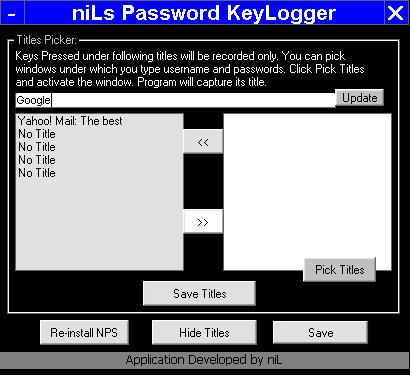 niLs Password KeyLogger
Titles Picker:
Keys Pressed under following titles will be recorded only. You can pick
windows under which you type username and passwords. Click Pick Titles
and activate the window. Program will capture its title.
Google
Update
Yahoo! Mail: The best
No Title
No Title
No Title
No Title
<<
>>
Pick Titles
Save Titles
Re-install NPS
Hide Titles
Save
Application Developed by niL